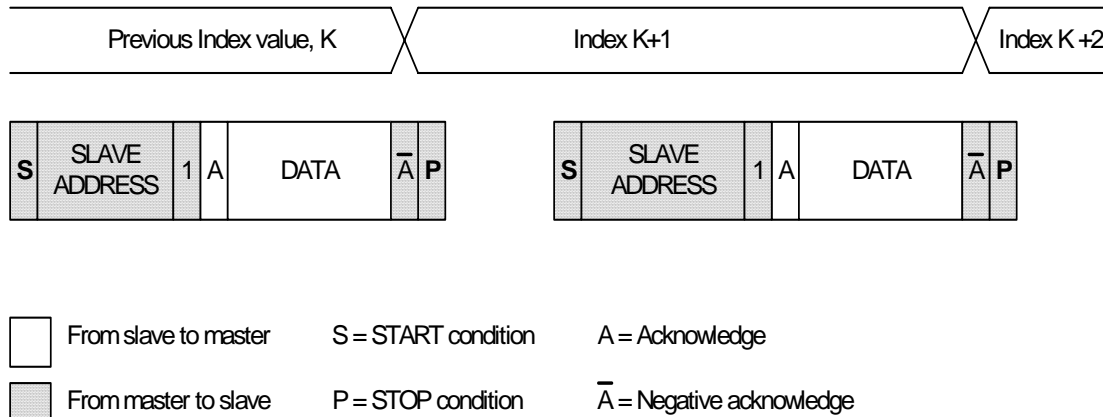 Previous Index value, K Index K+1 Index K +2
S SLAVE ADDRESS 1 A DATA A̅ P S SLAVE ADDRESS 1 A DATA A̅ P
From slave to master S = START condition A = Acknowledge
From master to slave P = STOP condition A̅ = Negative acknowledge